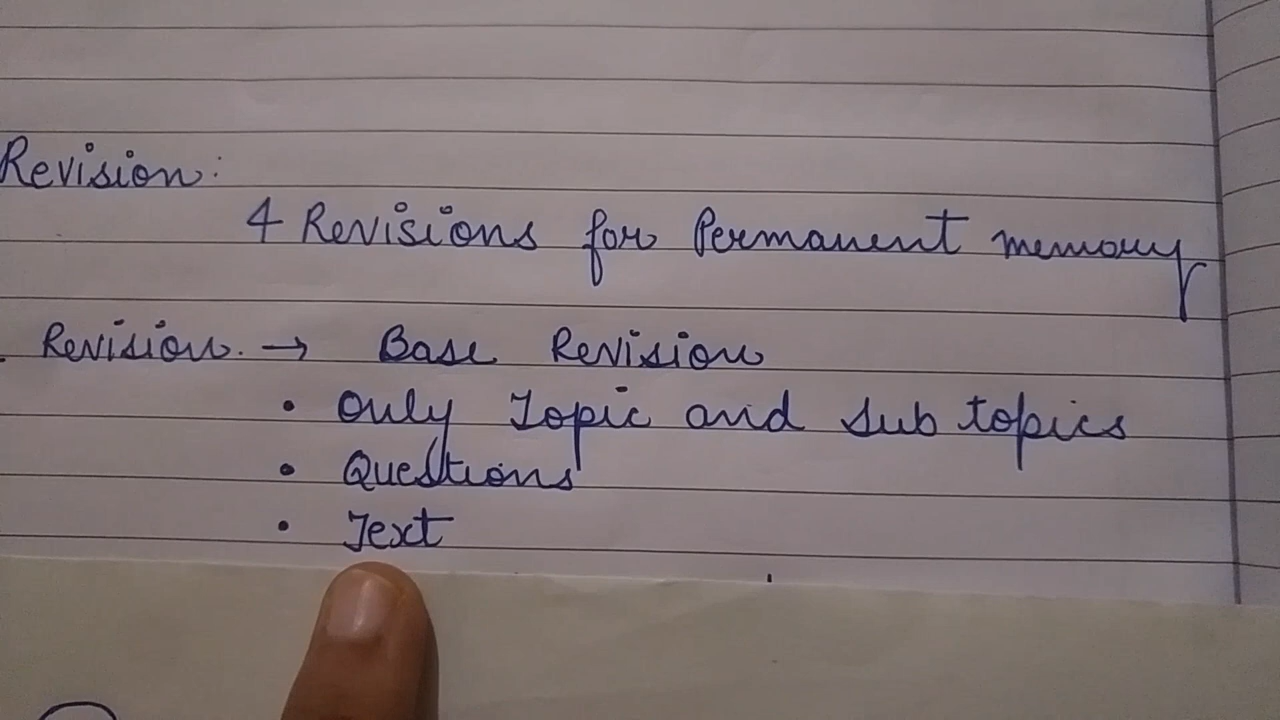 Revision:
4 Revisions for Permanent memory
. Revision. → Base Revision
• Only Topic and Sub topics
• Questions
• Text